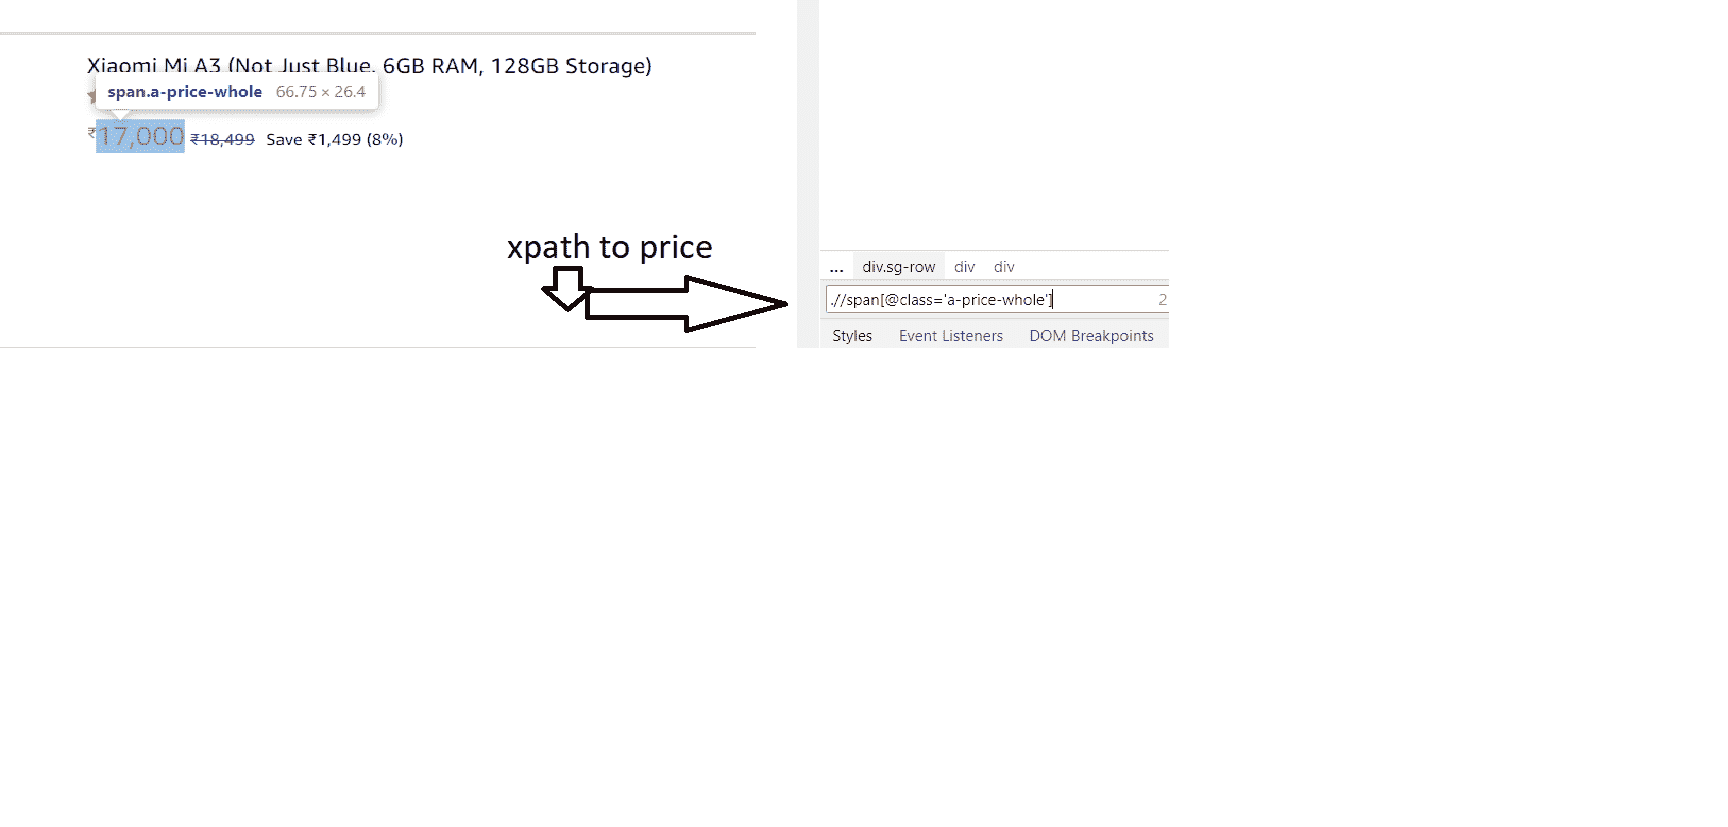 Xiaomi Mi A3 (Not Just Blue, 6GB RAM, 128GB Storage)
span.a-price-whole 66.75 × 26.4
₹17,000 ₹18,499 Save ₹1,499 (8%)
xpath to price
... div.sg-row div div
.//span[@class='a-price-whole'] 2
Styles Event Listeners DOM Breakpoints